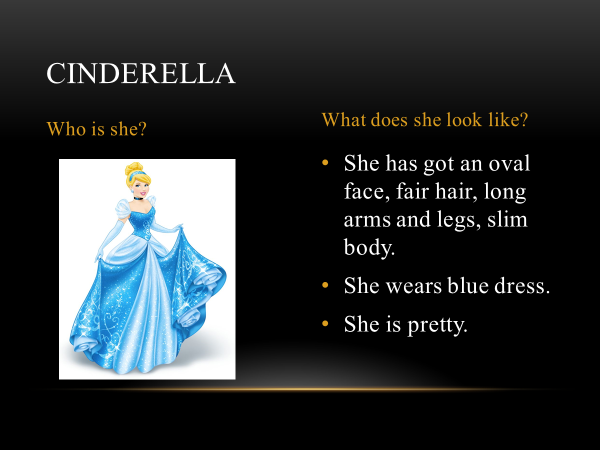 CINDERELLA
Who is she?
What does she look like?
• She has got an oval
face, fair hair, long
arms and legs, slim
body.
• She wears blue dress.
• She is pretty.